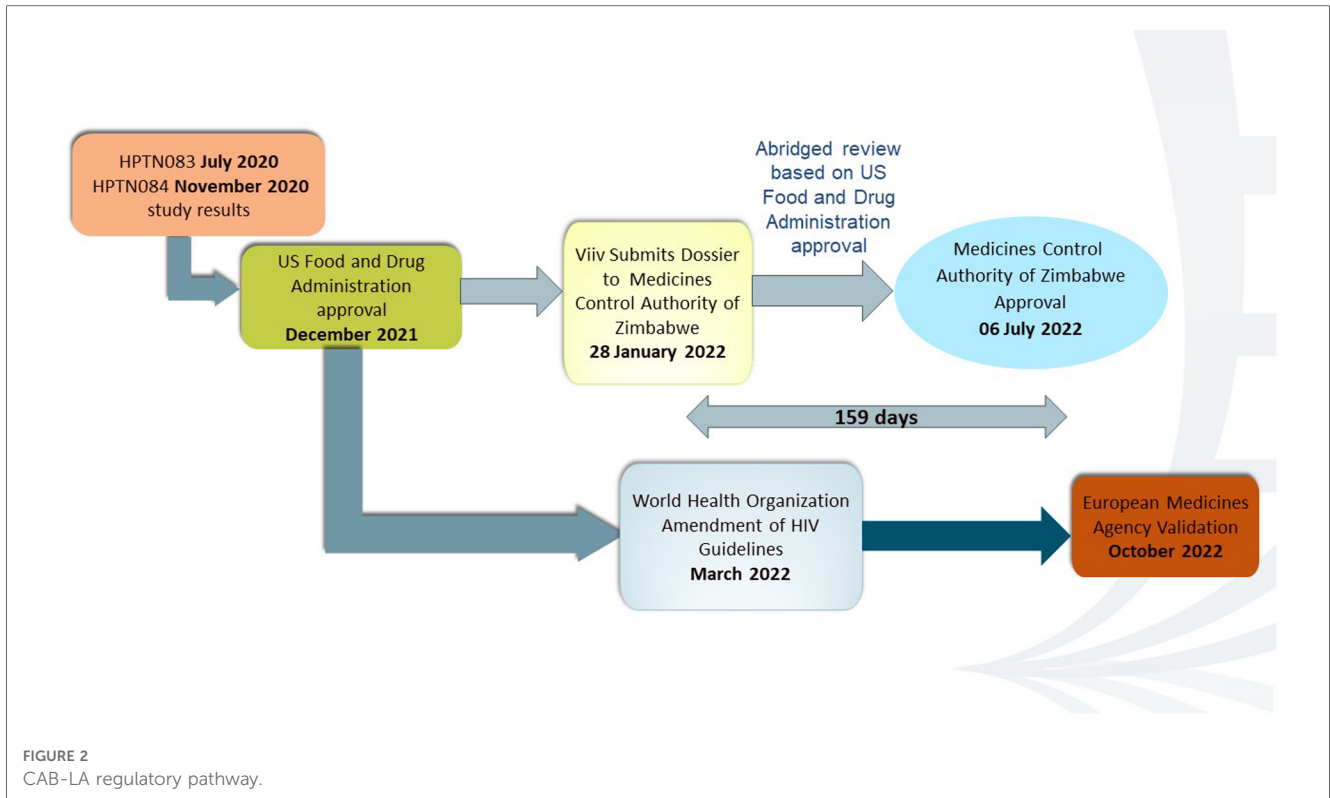 HPTN083 July 2020
HPTN084 November 2020
study results
US Food and Drug
Administration
approval
December 2021
Viiv Submits Dossier
to Medicines
Control Authority of
Zimbabwe
28 January 2022
Abridged review
based on US
Food and Drug
Administration
approval
Medicines Control
Authority of Zimbabwe
Approval
06 July 2022
159 days
World Health Organization
Amendment of HIV
Guidelines
March 2022
European Medicines
Agency Validation
October 2022
FIGURE 2
CAB-LA regulatory pathway.